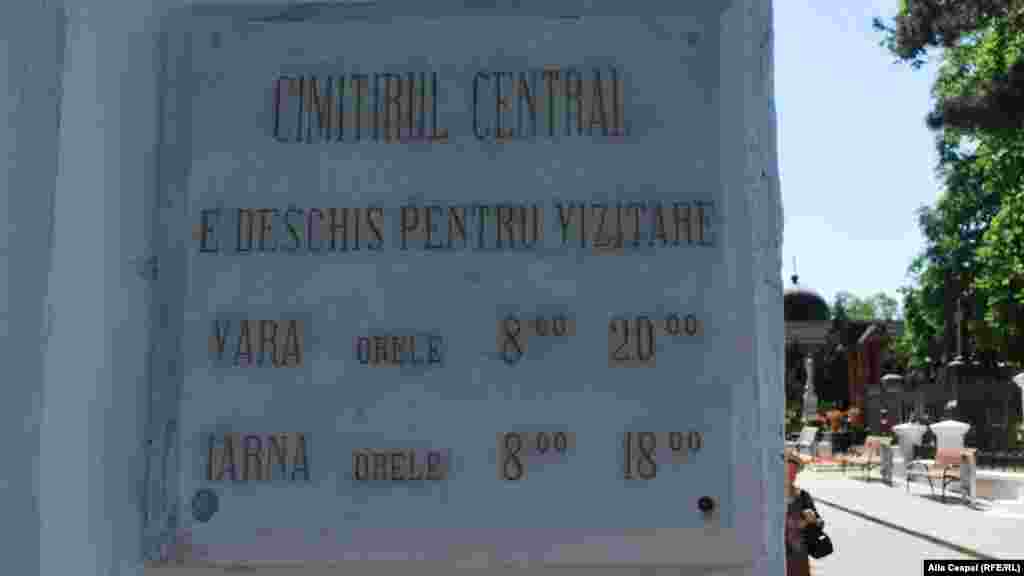 CIMITIRUL CENTRAL
E DESCHIS PENTRU VIZITARE
VARA ORELE 8⁰⁰ 20⁰⁰
IARNA ORELE 8⁰⁰ 18⁰⁰
Alla Ceapai (RFE/RL)